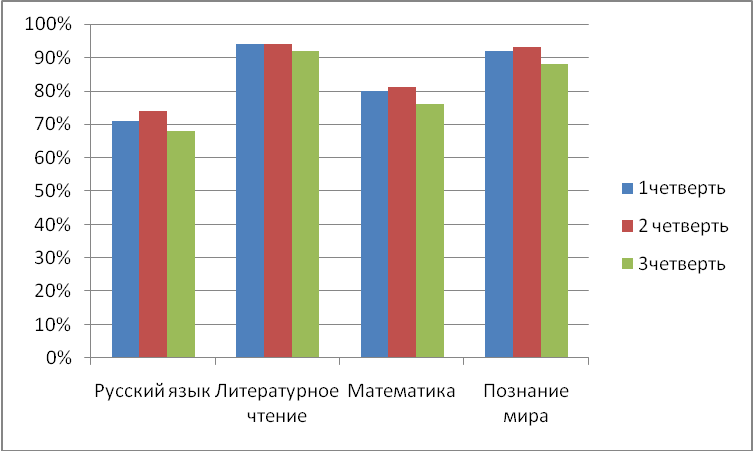 100%
90%
80%
70%
60%
50%
40%
30%
20%
10%
0%
Русский язык
Литературное
чтение
Математика
Познание
мира
1четверть
2 четверть
3четверть